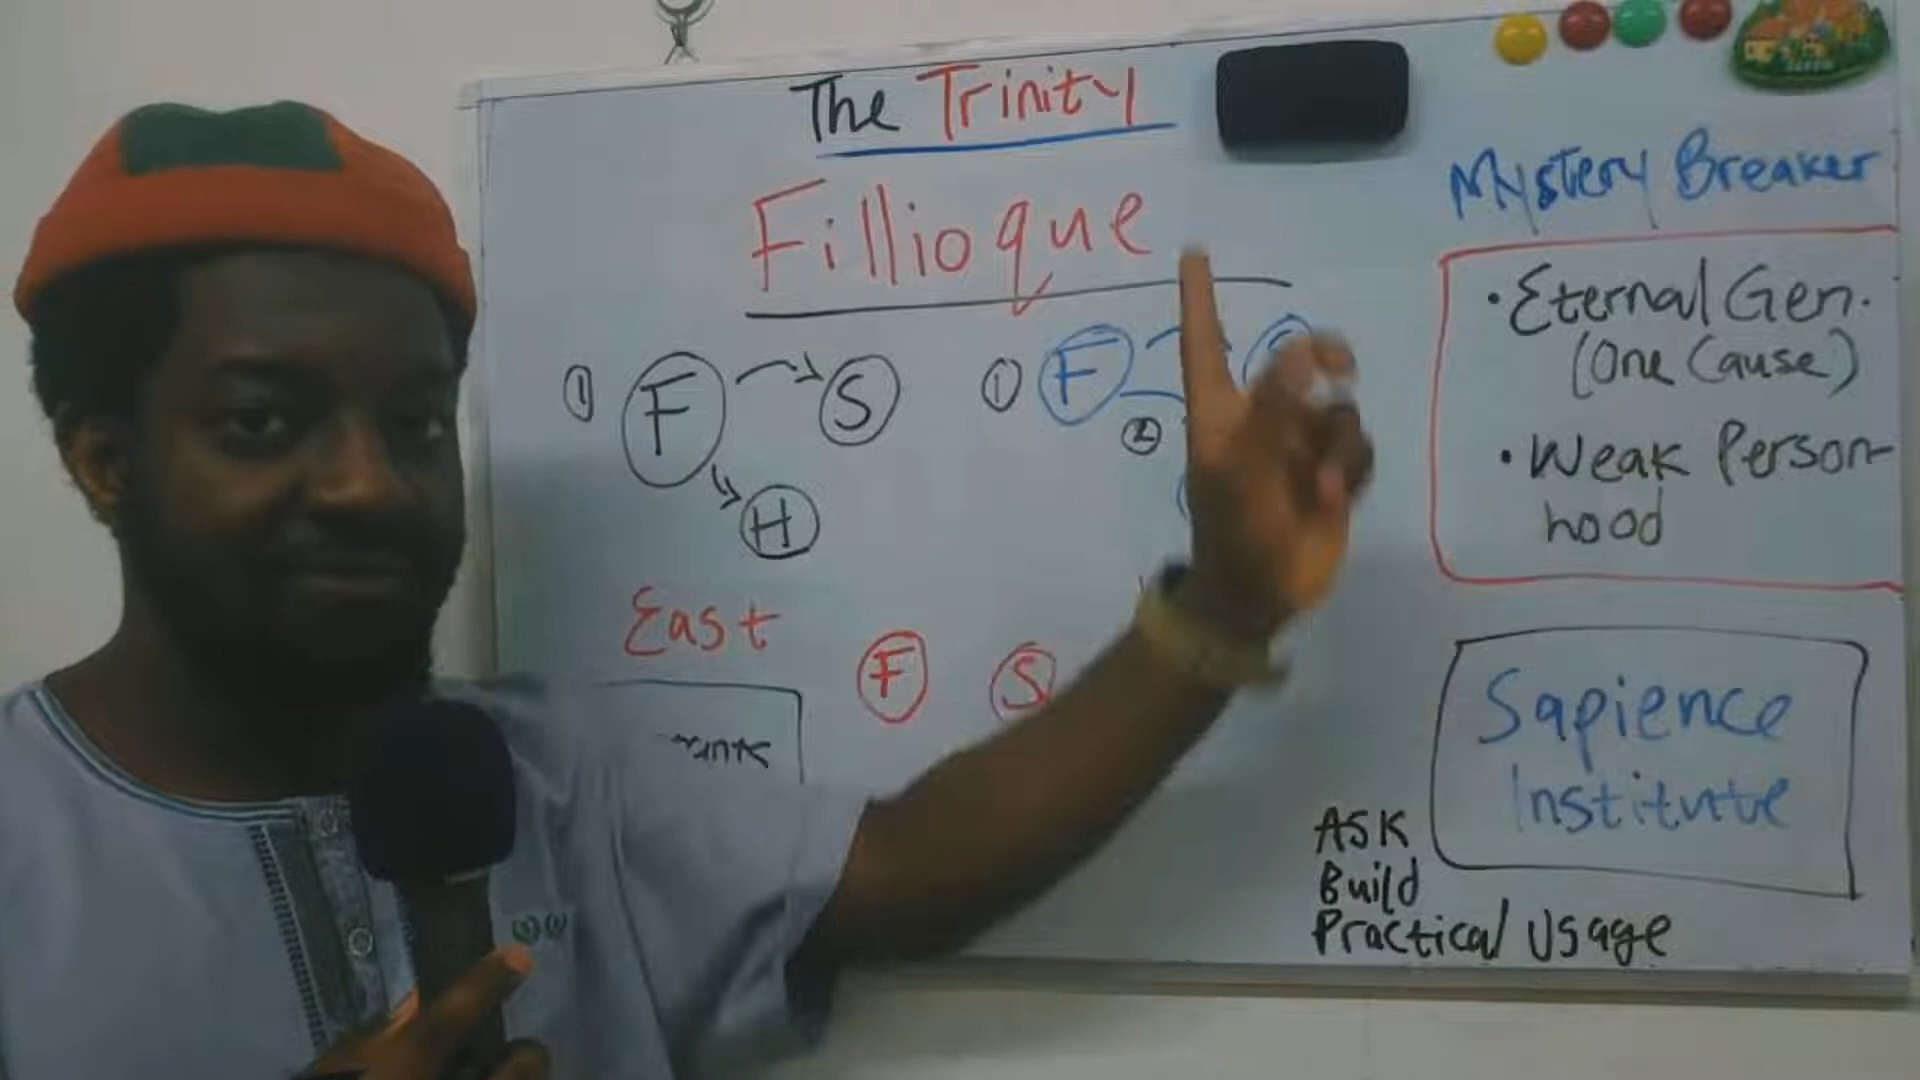 The Trinity
Fillioque
① F S
H
① F
②
East
F S
Mystery Breaker
• Eternal Gen.
(One Cause)
• Weak Person-
hood
Sapience
Institute
ASK
Build
Practical Usage